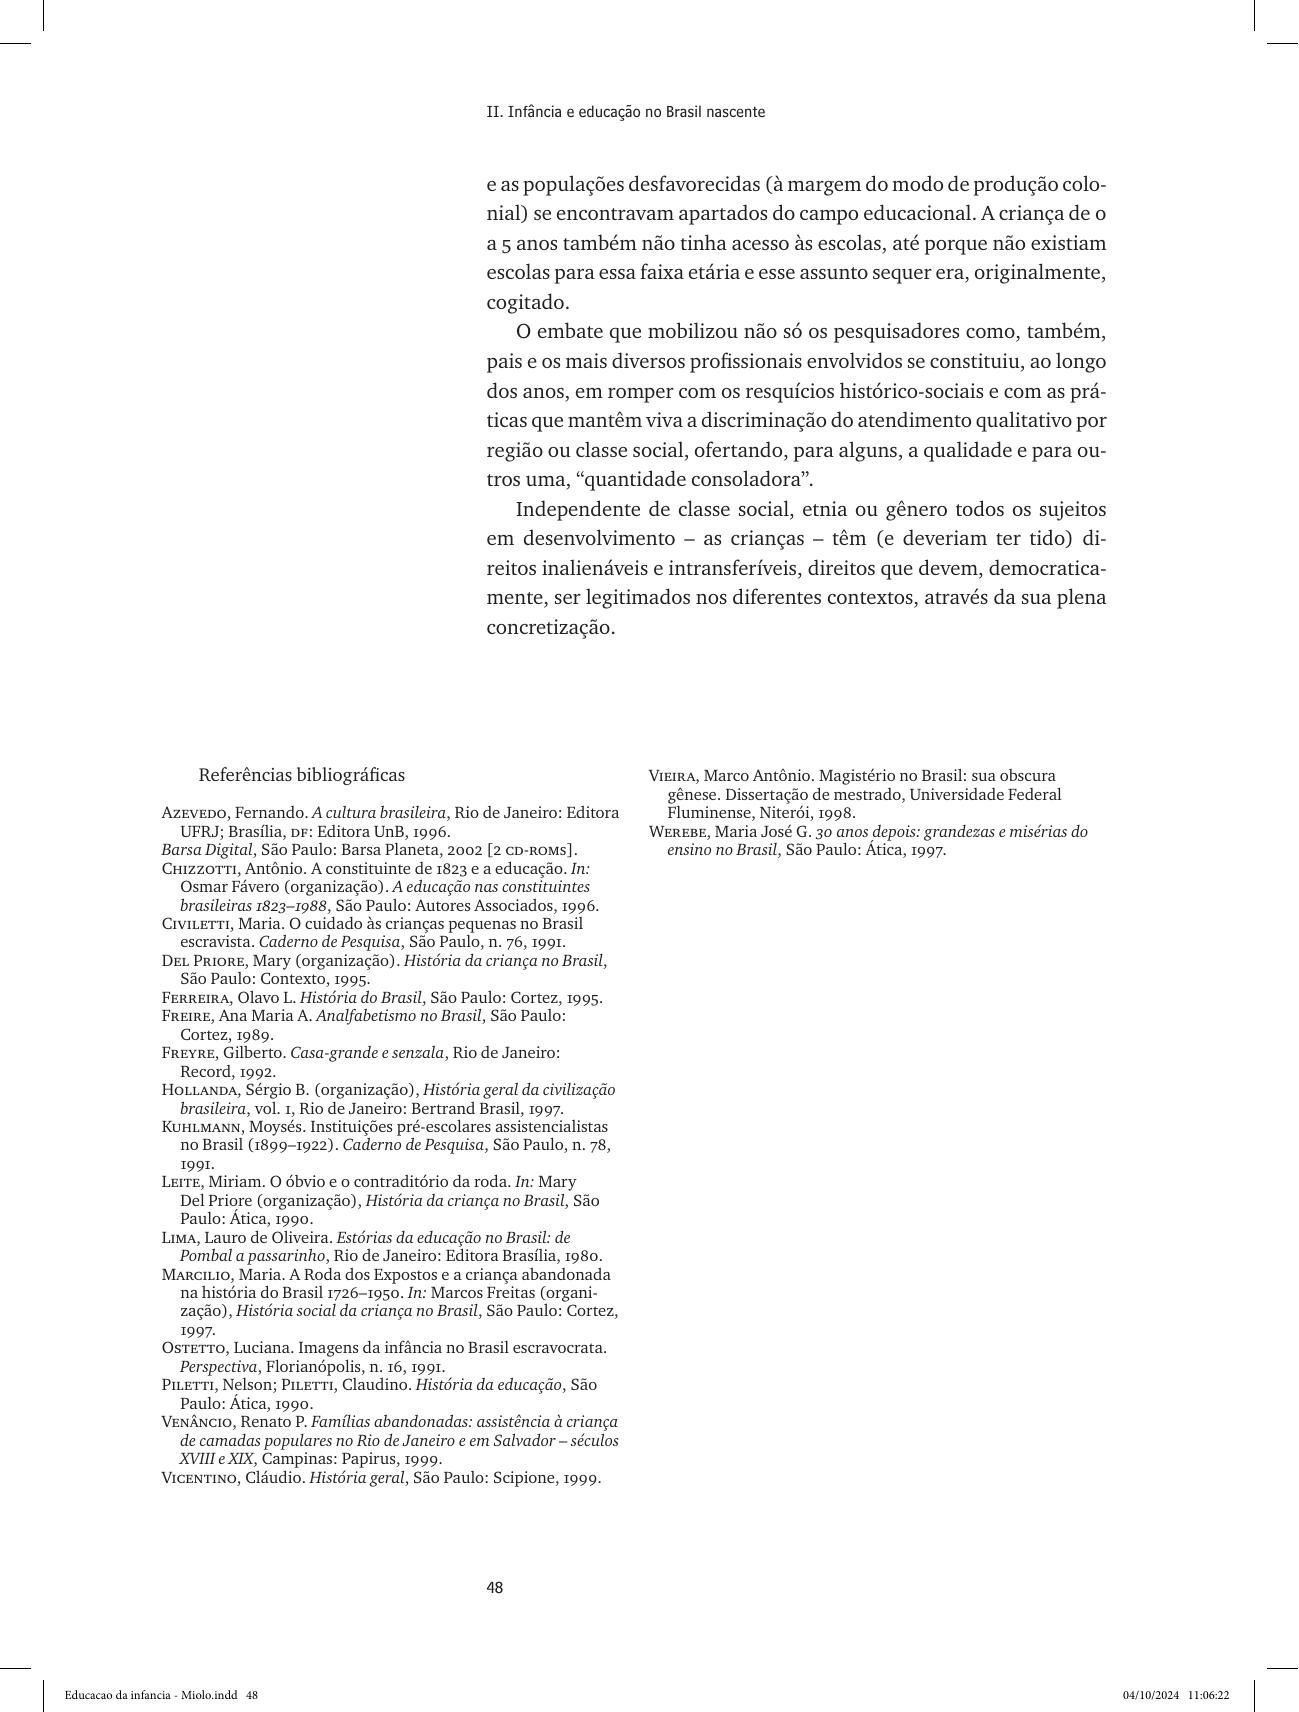 II. Infância e educação no Brasil nascente
e as populações desfavorecidas (à margem do modo de produção colo-
nial) se encontravam apartados do campo educacional. A criança de 0
a 5 anos também não tinha acesso às escolas, até porque não existiam
escolas para essa faixa etária e esse assunto sequer era, originalmente,
cogitado.
O embate que mobilizou não só os pesquisadores como, também,
pais e os mais diversos profissionais envolvidos se constituiu, ao longo
dos anos, em romper com os resquícios histórico-sociais e com as prá-
ticas que mantêm viva a discriminação do atendimento qualitativo por
região ou classe social, ofertando, para alguns, a qualidade e para ou-
tros uma, “quantidade consoladora”.
Independente de classe social, etnia ou gênero todos os sujeitos
em desenvolvimento – as crianças – têm (e deveriam ter tido) di-
reitos inalienáveis e intransferíveis, direitos que devem, democratica-
mente, ser legitimados nos diferentes contextos, através da sua plena
concretização.
Referências bibliográficas
Azevedo, Fernando. A cultura brasileira, Rio de Janeiro: Editora
UFRJ; Brasília, DF: Editora UnB, 1996.
Barsa Digital, São Paulo: Barsa Planeta, 2002 [2 CD-ROMs].
Chizzotti, Antônio. A constituinte de 1823 e a educação. In:
Osmar Fávero (organização). A educação nas constituintes
brasileiras 1823–1988, São Paulo: Autores Associados, 1996.
Civiletti, Maria. O cuidado às crianças pequenas no Brasil
escravista. Caderno de Pesquisa, São Paulo, n. 76, 1991.
Del Priore, Mary (organização). História da criança no Brasil,
São Paulo: Contexto, 1995.
Ferreira, Olavo L. História do Brasil, São Paulo: Cortez, 1995.
Freire, Ana Maria A. Analfabetismo no Brasil, São Paulo:
Cortez, 1989.
Freyre, Gilberto. Casa-grande e senzala, Rio de Janeiro:
Record, 1992.
Hollanda, Sérgio B. (organização), História geral da civilização
brasileira, vol. 1, Rio de Janeiro: Bertrand Brasil, 1997.
Kuhlmann, Moysés. Instituições pré-escolares assistencialistas
no Brasil (1899–1922). Caderno de Pesquisa, São Paulo, n. 78,
1991.
Leite, Miriam. O óbvio e o contraditório da roda. In: Mary
Del Priore (organização), História da criança no Brasil, São
Paulo: Ática, 1990.
Lima, Lauro de Oliveira. Estórias da educação no Brasil: de
Pombal a passarinho, Rio de Janeiro: Editora Brasília, 1980.
Marcilio, Maria. A Roda dos Expostos e a criança abandonada
na história do Brasil 1726–1950. In: Marcos Freitas (organi-
zação), História social da criança no Brasil, São Paulo: Cortez,
1997.
Ostetto, Luciana. Imagens da infância no Brasil escravocrata.
Perspectiva, Florianópolis, n. 16, 1991.
Piletti, Nelson; Piletti, Claudino. História da educação, São
Paulo: Ática, 1990.
Venâncio, Renato P. Famílias abandonadas: assistência à criança
de camadas populares no Rio de Janeiro e em Salvador – séculos
XVIII e XIX, Campinas: Papirus, 1999.
Vicentino, Cláudio. História geral, São Paulo: Scipione, 1999.
Vieira, Marco Antônio. Magistério no Brasil: sua obscura
gênese. Dissertação de mestrado, Universidade Federal
Fluminense, Niterói, 1998.
Werebe, Maria José G. 30 anos depois: grandezas e misérias do
ensino no Brasil, São Paulo: Ática, 1997.
48
Educacao da infancia - Miolo.indd 48
04/10/2024 11:06:22